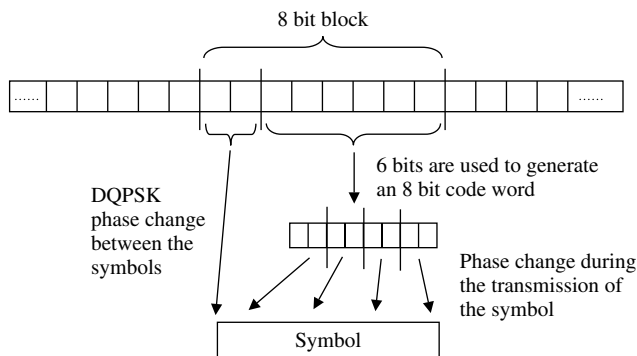 8 bit block
......
......
6 bits are used to generate
an 8 bit code word
DQPSK
phase change
between the
symbols
Phase change during
the transmission of
the symbol
Symbol